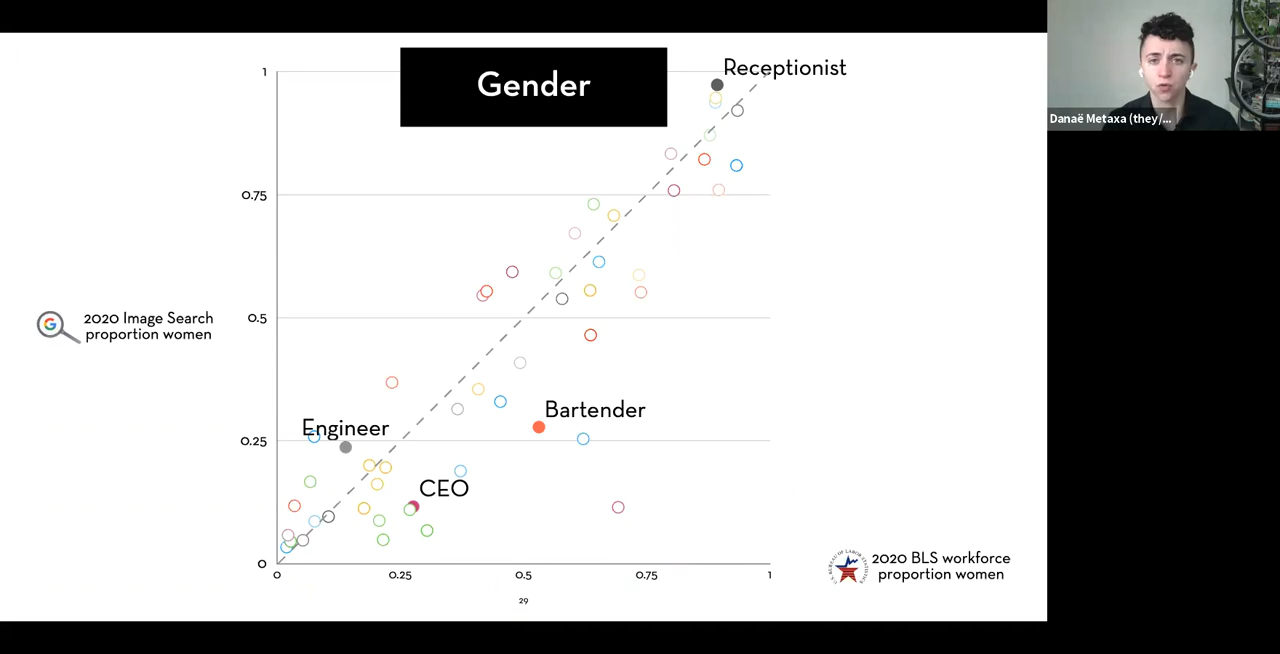 Gender
Receptionist
1
0.75
2020 Image Search
proportion women
0.5
Bartender
Engineer
0.25
CEO
0
0
0.25
0.5
0.75
1
2020 BLS workforce
proportion women
29
Danaë Metaxa (they/...